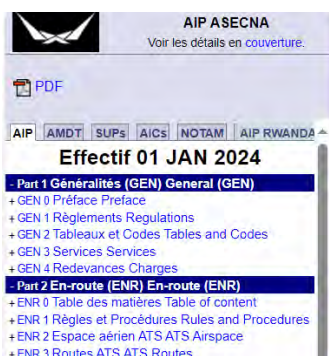 AIP ASECNA
Voir les détails en couverture.
PDF
AIP AMDT SUPs AICs NOTAM AIP RWANDA
Effectif 01 JAN 2024
- Part 1 Généralités (GEN) General (GEN)
+ GEN 0 Préface Preface
+ GEN 1 Règlements Regulations
+ GEN 2 Tableaux et Codes Tables and Codes
+ GEN 3 Services Services
+ GEN 4 Redevances Charges
- Part 2 En-route (ENR) En-route (ENR)
+ ENR 0 Table des matières Table of content
+ ENR 1 Règles et Procédures Rules and Procedures
+ ENR 2 Espace aérien ATS ATS Airspace
+ ENR 3 Routes ATS ATS Routes